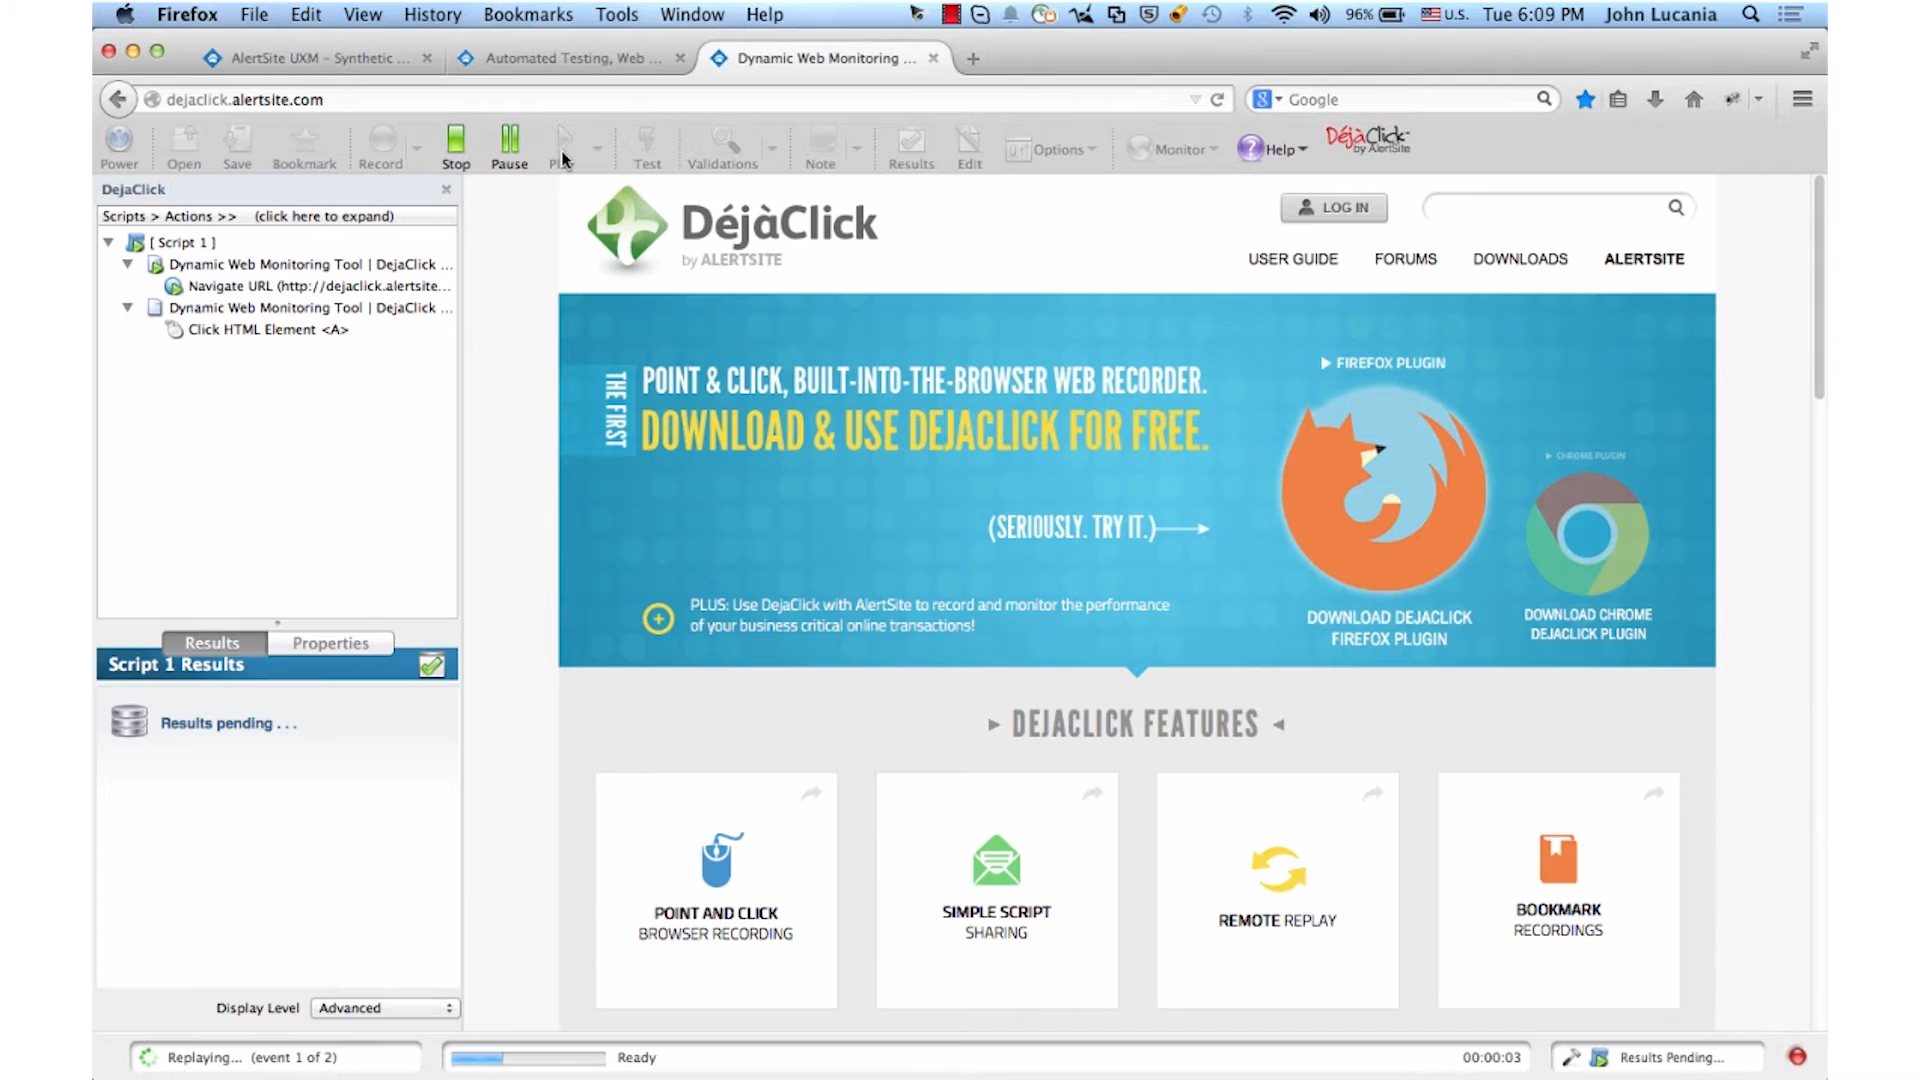 Firefox File Edit View History Bookmarks Tools Window Help 96% U.S. Tue 6:09 PM John Lucania
AlertSite UXM – Synthetic ... Automated Testing, Web ... Dynamic Web Monitoring ...
dejaclick.alertsite.com Google
Power Open Save Bookmark Record Stop Pause Test Validations Note Results Edit Options Monitor Help DéjàClick by AlertSite
DejaClick
Scripts > Actions >> (click here to expand)
[ Script 1 ]
Dynamic Web Monitoring Tool | DejaClick ...
Navigate URL (http://dejaclick.alertsite...
Dynamic Web Monitoring Tool | DejaClick ...
Click HTML Element <A>
Results Properties
Script 1 Results
Results pending . . .
Display Level Advanced
DéjàClick
by ALERTSITE
LOG IN
USER GUIDE FORUMS DOWNLOADS ALERTSITE
THE FIRST
POINT & CLICK, BUILT-INTO-THE-BROWSER WEB RECORDER.
DOWNLOAD & USE DEJACLICK FOR FREE.
(SERIOUSLY. TRY IT.)
PLUS: Use DejaClick with AlertSite to record and monitor the performance
of your business critical online transactions!
FIREFOX PLUGIN
DOWNLOAD DEJACLICK
FIREFOX PLUGIN
CHROME PLUGIN
DOWNLOAD CHROME
DEJACLICK PLUGIN
DEJACLICK FEATURES
POINT AND CLICK
BROWSER RECORDING
SIMPLE SCRIPT
SHARING
REMOTE REPLAY
BOOKMARK
RECORDINGS
Replaying... (event 1 of 2) Ready 00:00:03 Results Pending...